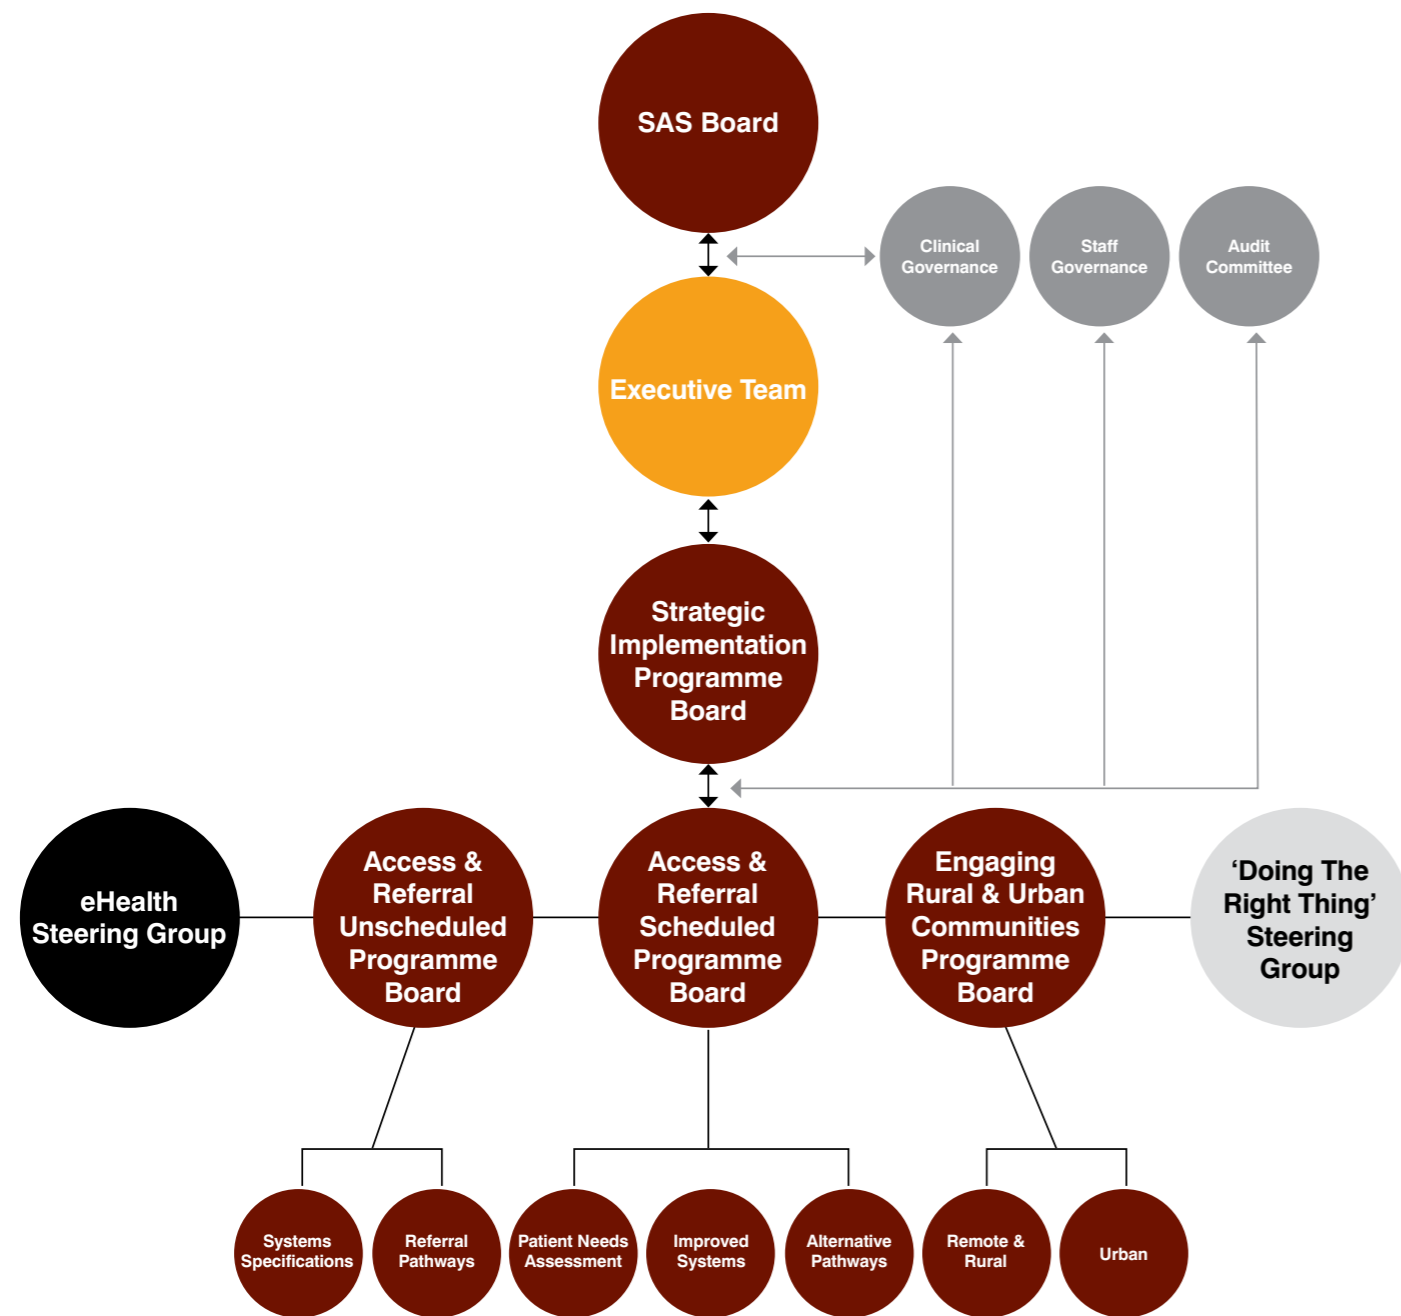 SAS Board
Clinical
Governance
Staff
Governance
Audit
Committee
Executive Team
Strategic
Implementation
Programme
Board
eHealth
Steering Group
Access &
Referral
Unscheduled
Programme
Board
Access &
Referral
Scheduled
Programme
Board
Engaging
Rural & Urban
Communities
Programme
Board
‘Doing The
Right Thing’
Steering
Group
Systems
Specifications
Referral
Pathways
Patient Needs
Assessment
Improved
Systems
Alternative
Pathways
Remote &
Rural
Urban